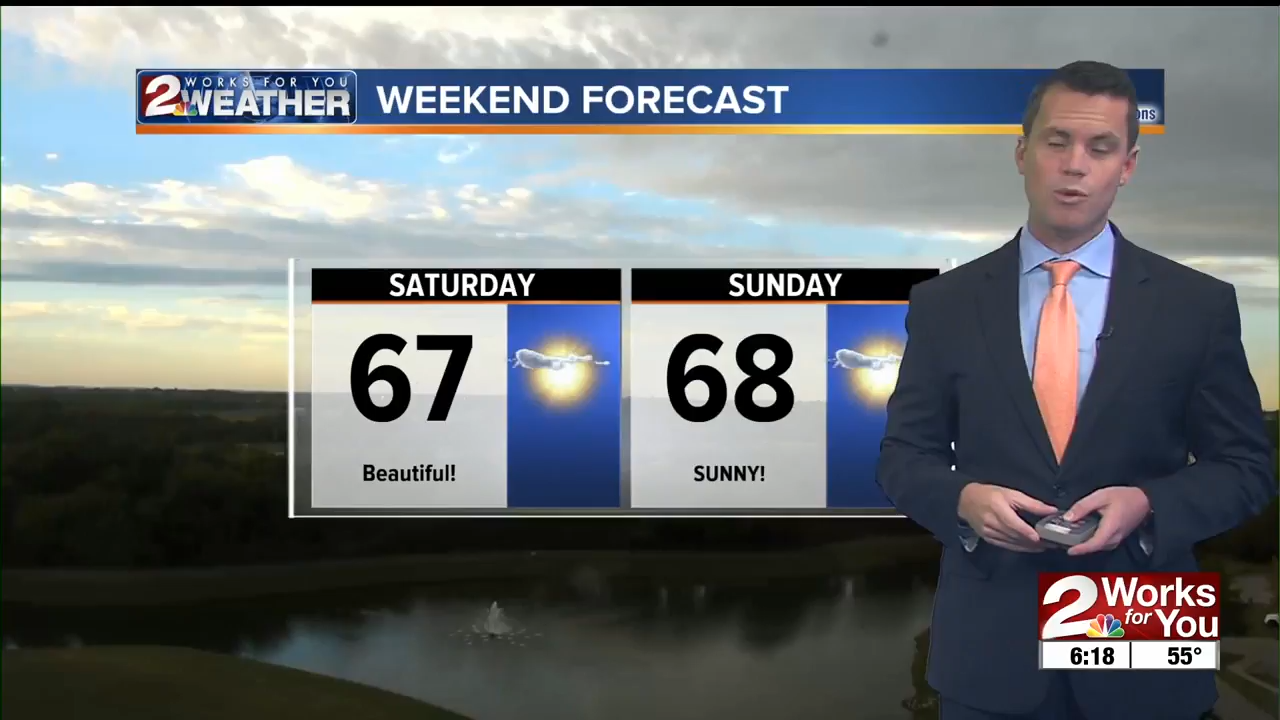 2 WORKS FOR YOU
WEATHER
WEEKEND FORECAST
SATURDAY
SUNDAY
67
68
Beautiful!
SUNNY!
2 Works
for You
6:18
55°